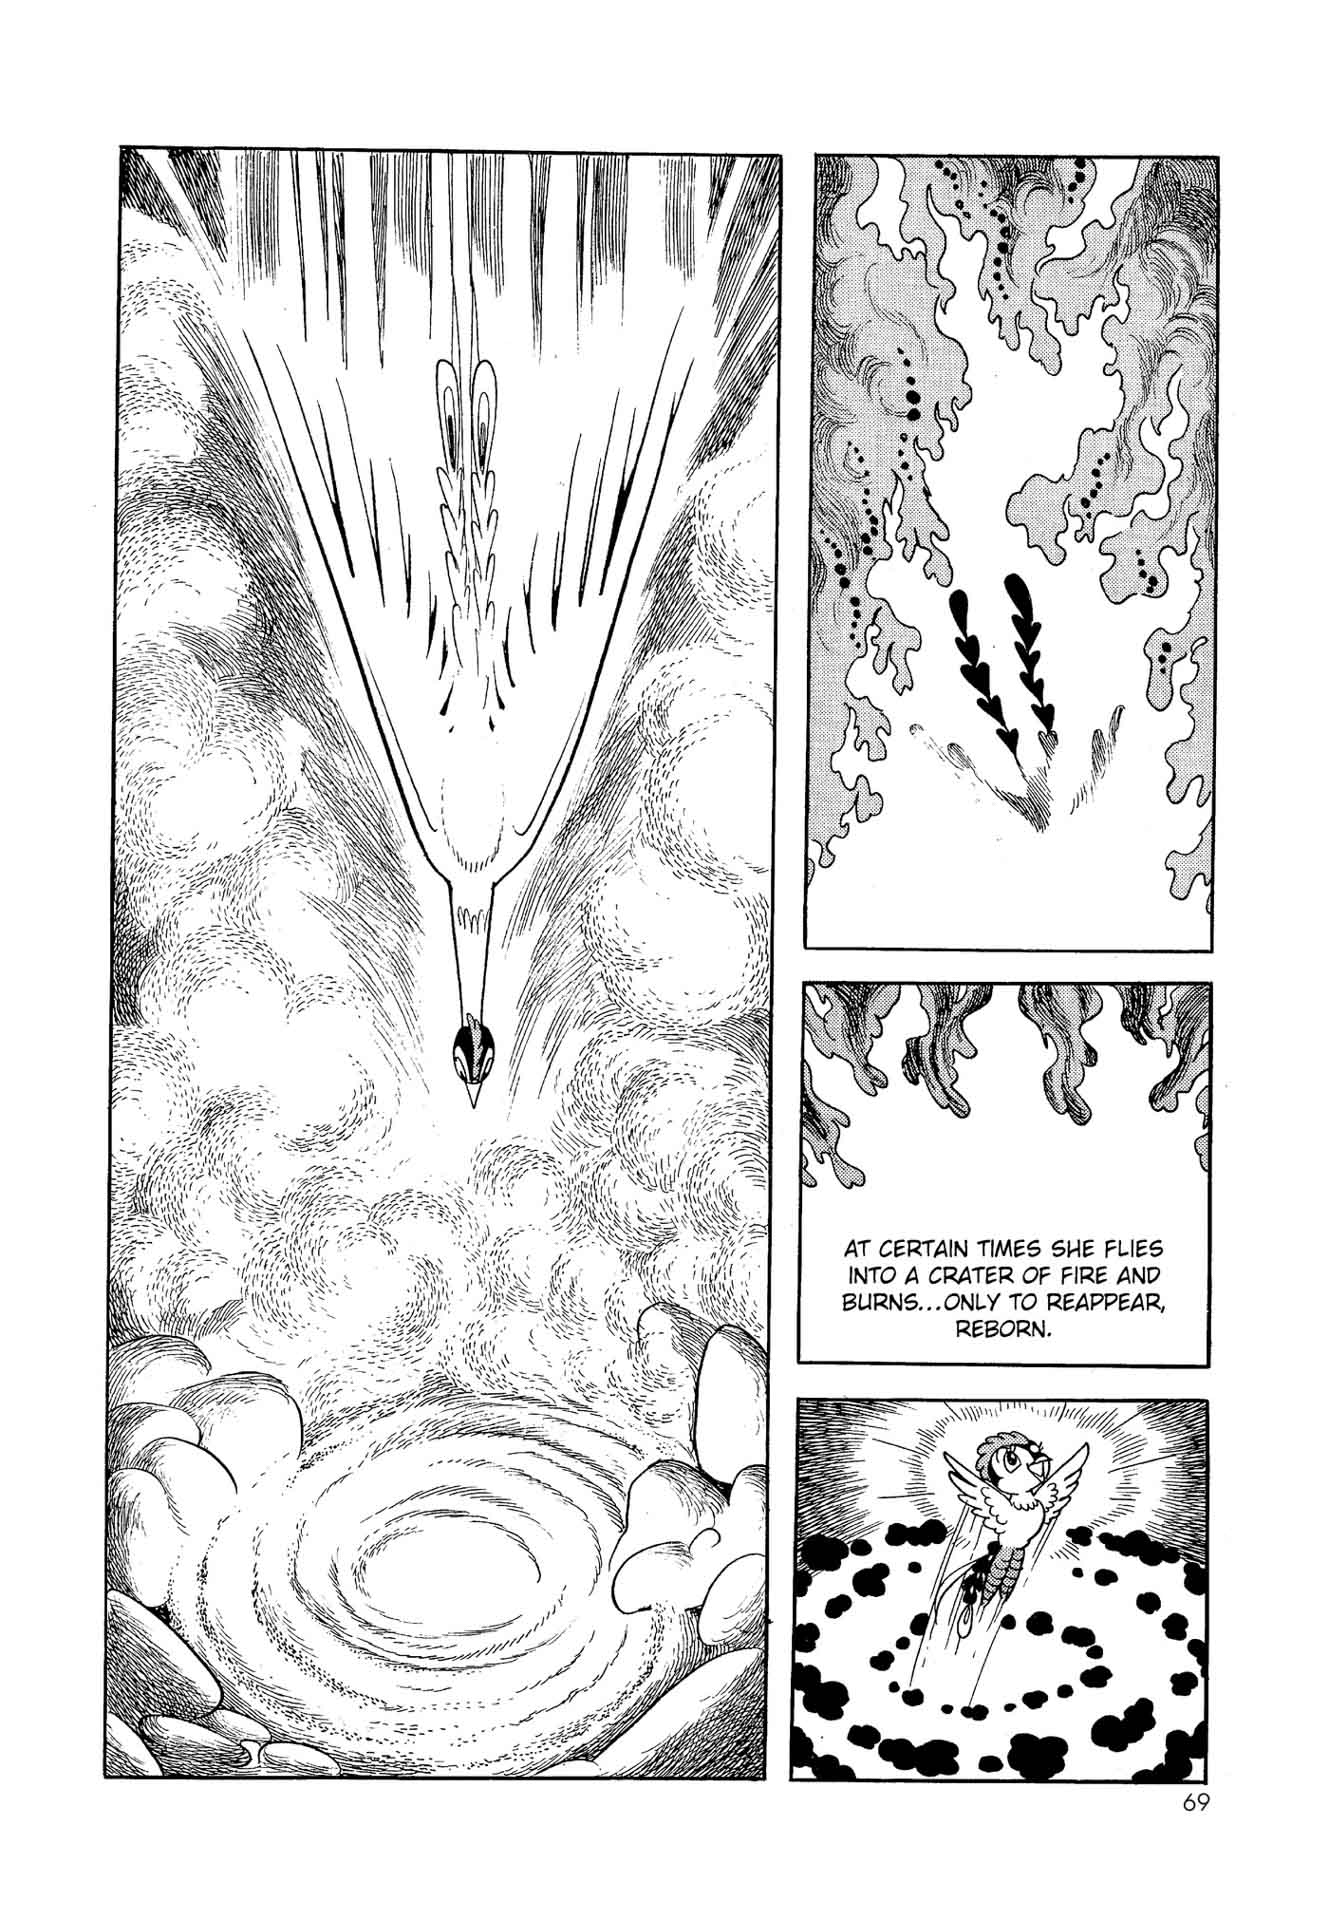 AT CERTAIN TIMES SHE FLIES
INTO A CRATER OF FIRE AND
BURNS...ONLY TO REAPPEAR,
REBORN.
69